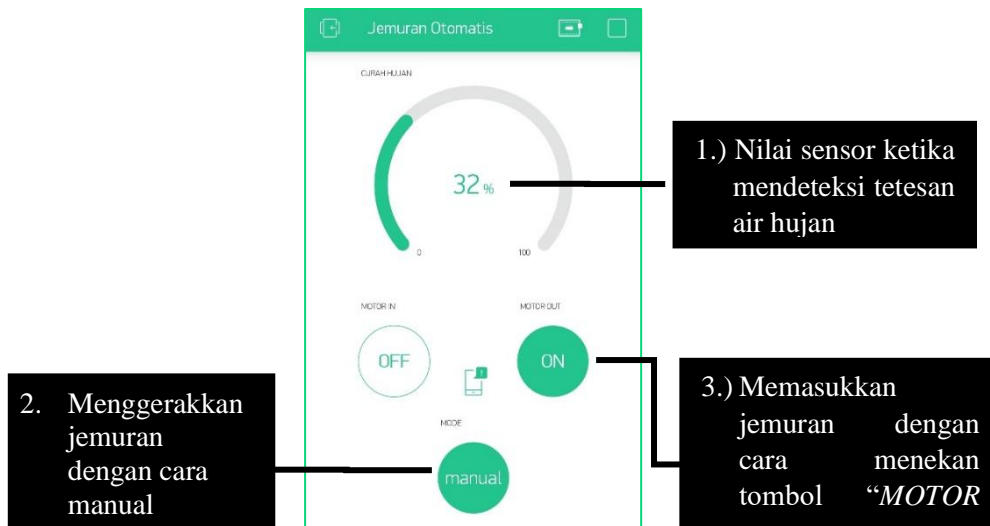 Jemuran Otomatis
CURAH HUJAN
32 %
0
100
1.) Nilai sensor ketika
mendeteksi tetesan
air hujan
MOTOR IN
MOTOR OUT
OFF
ON
2. Menggerakkan
jemuran
dengan cara
manual
MODE
manual
3.) Memasukkan
jemuran dengan
cara menekan
tombol “MOTOR